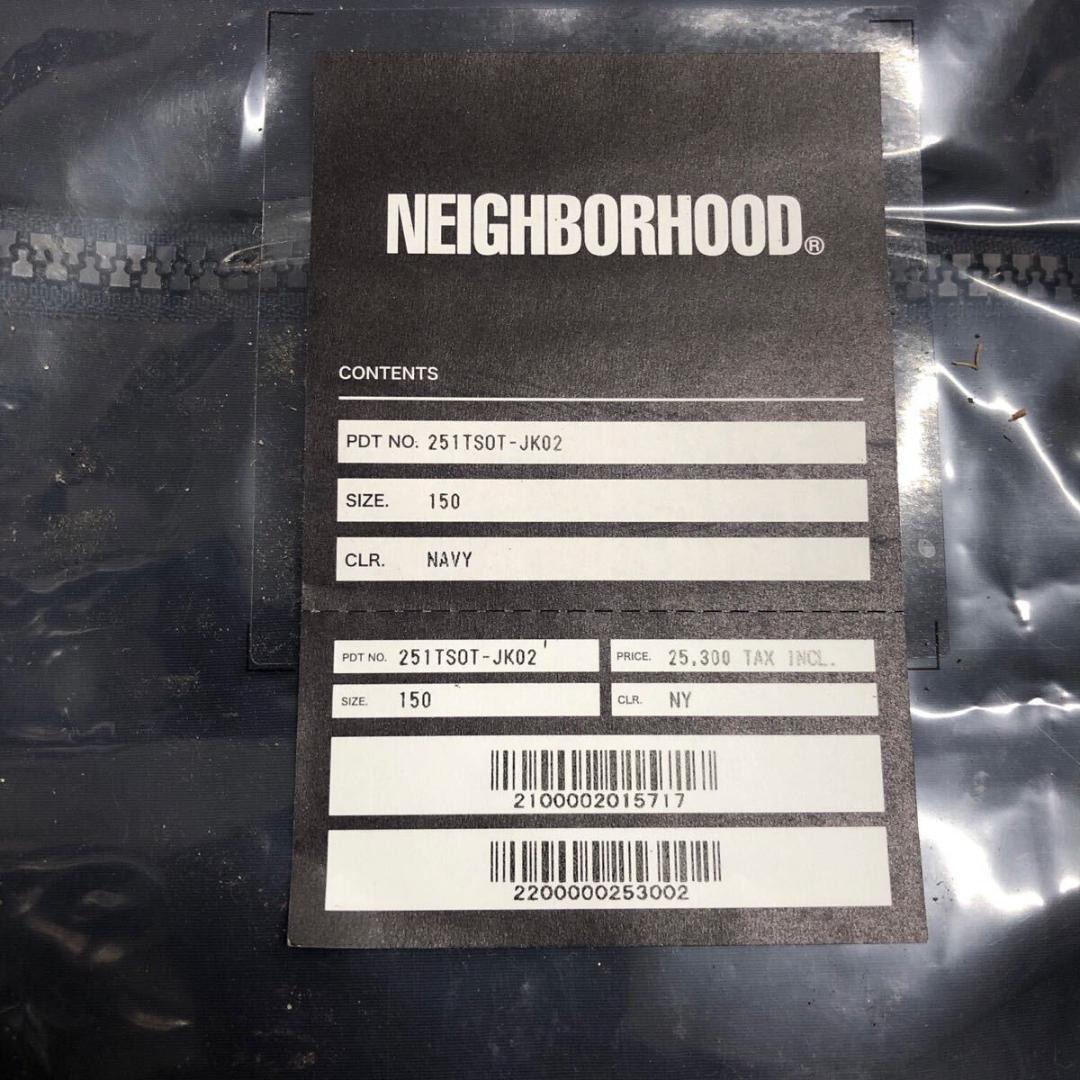 NEIGHBORHOOD®
CONTENTS
PDT NO. 251TSOT-JK02
SIZE. 150
CLR. NAVY
PDT NO. 251TSOT-JK02
PRICE. 25,300 TAX INCL.
SIZE. 150
CLR. NY
2100002015717
2200000253002